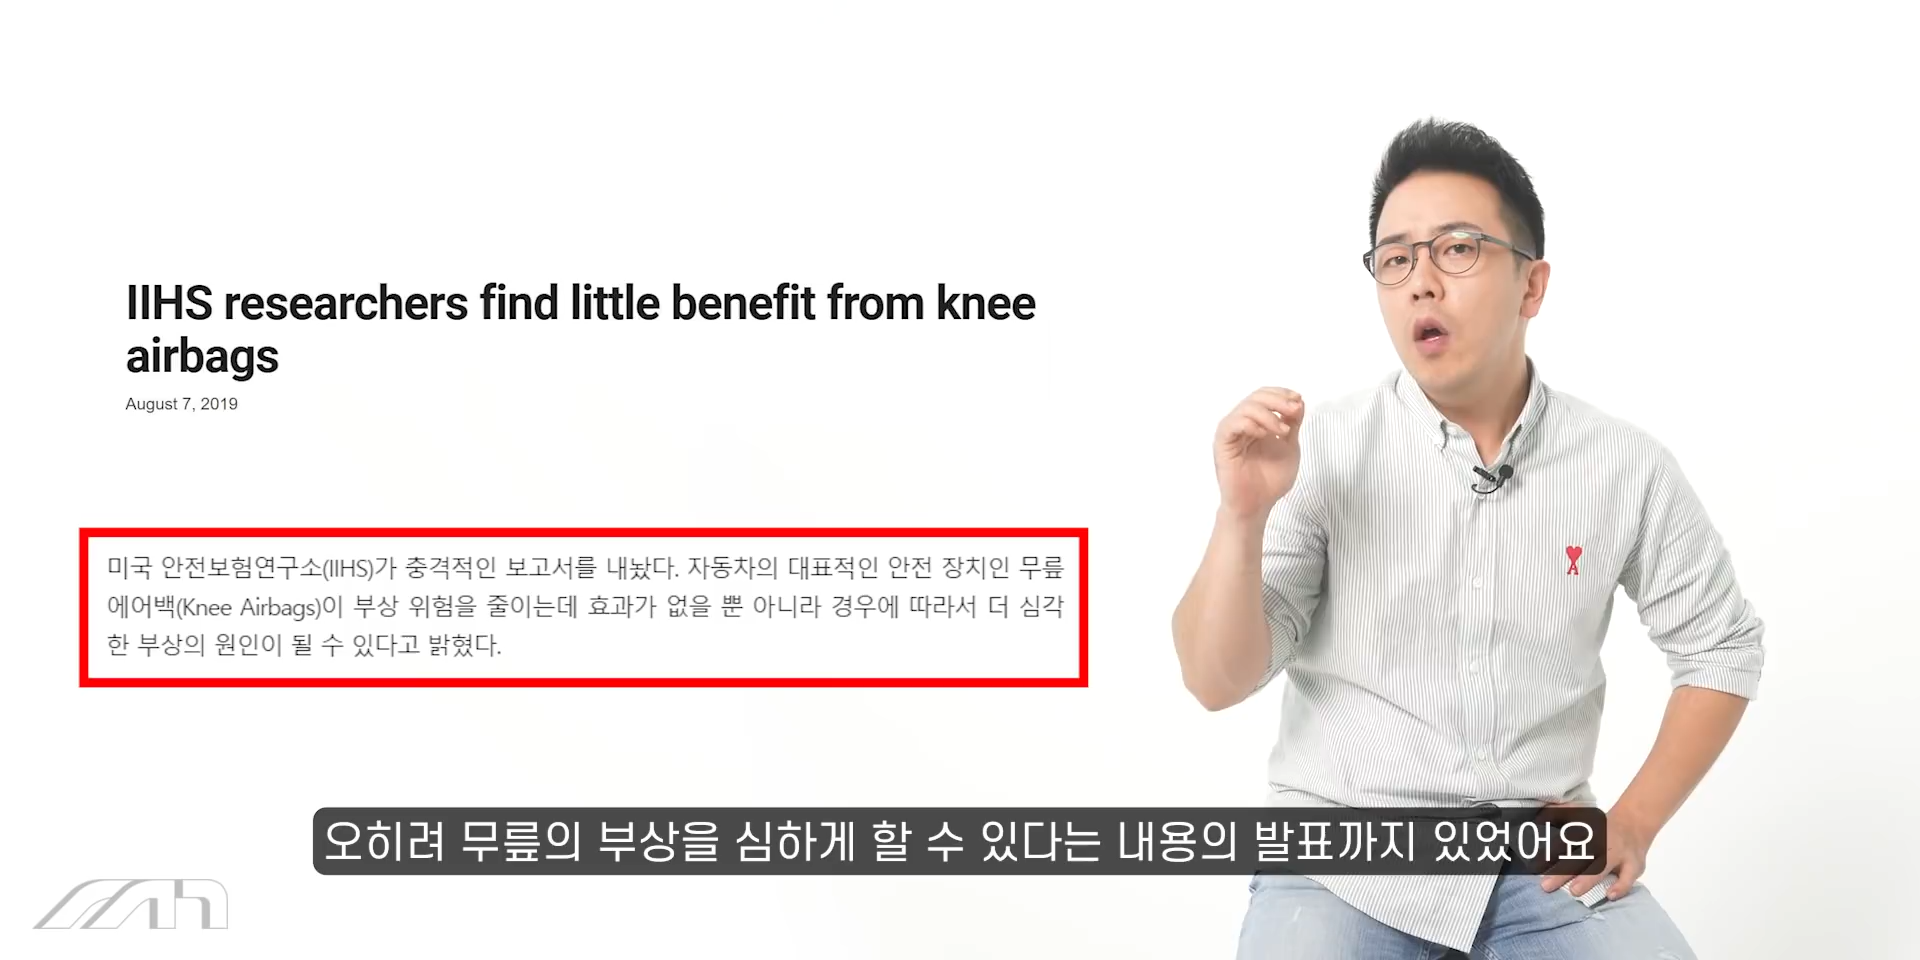 IIHS researchers find little benefit from knee
airbags
August 7, 2019
미국 안전보험연구소(IIHS)가 충격적인 보고서를 내놨다. 자동차의 대표적인 안전 장치인 무릎
에어백(Knee Airbags)이 부상 위험을 줄이는데 효과가 없을 뿐 아니라 경우에 따라서 더 심각
한 부상의 원인이 될 수 있다고 밝혔다.
오히려 무릎의 부상을 심하게 할 수 있다는 내용의 발표까지 있었어요